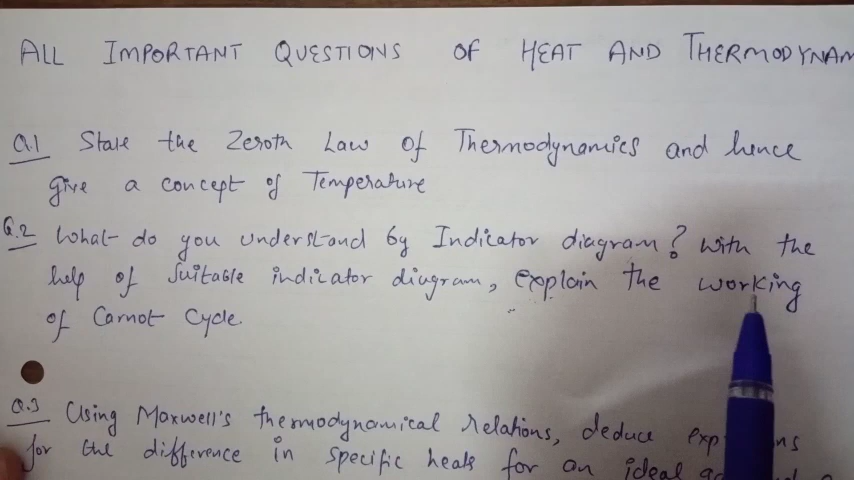 ALL IMPORTANT QUESTIONS OF HEAT AND THERMODYNAM
Q.1 State the Zeroth Law of Thermodynamics and hence
give a concept of Temperature
Q.2 What do you understand by Indicator diagram? With the
help of suitable indicator diagram, explain the working
of Carnot Cycle.
Q.3 Using Maxwell's thermodynamical relations, deduce
for the difference in specific heats for an ideal